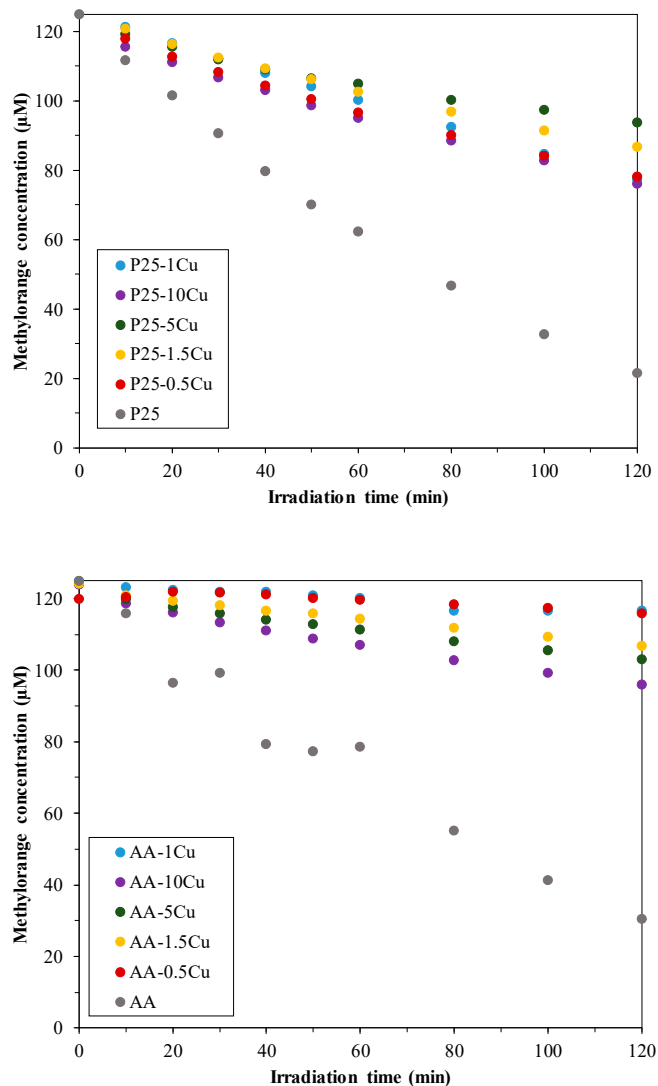 120
100
80
60
40
20
0
Methylorange concentration (µM)
P25-1Cu
P25-10Cu
P25-5Cu
P25-1.5Cu
P25-0.5Cu
P25
0 20 40 60 80 100 120
Irradiation time (min)
120
100
80
60
40
20
0
Methylorange concentration (µM)
AA-1Cu
AA-10Cu
AA-5Cu
AA-1.5Cu
AA-0.5Cu
AA
0 20 40 60 80 100 120
Irradiation time (min)